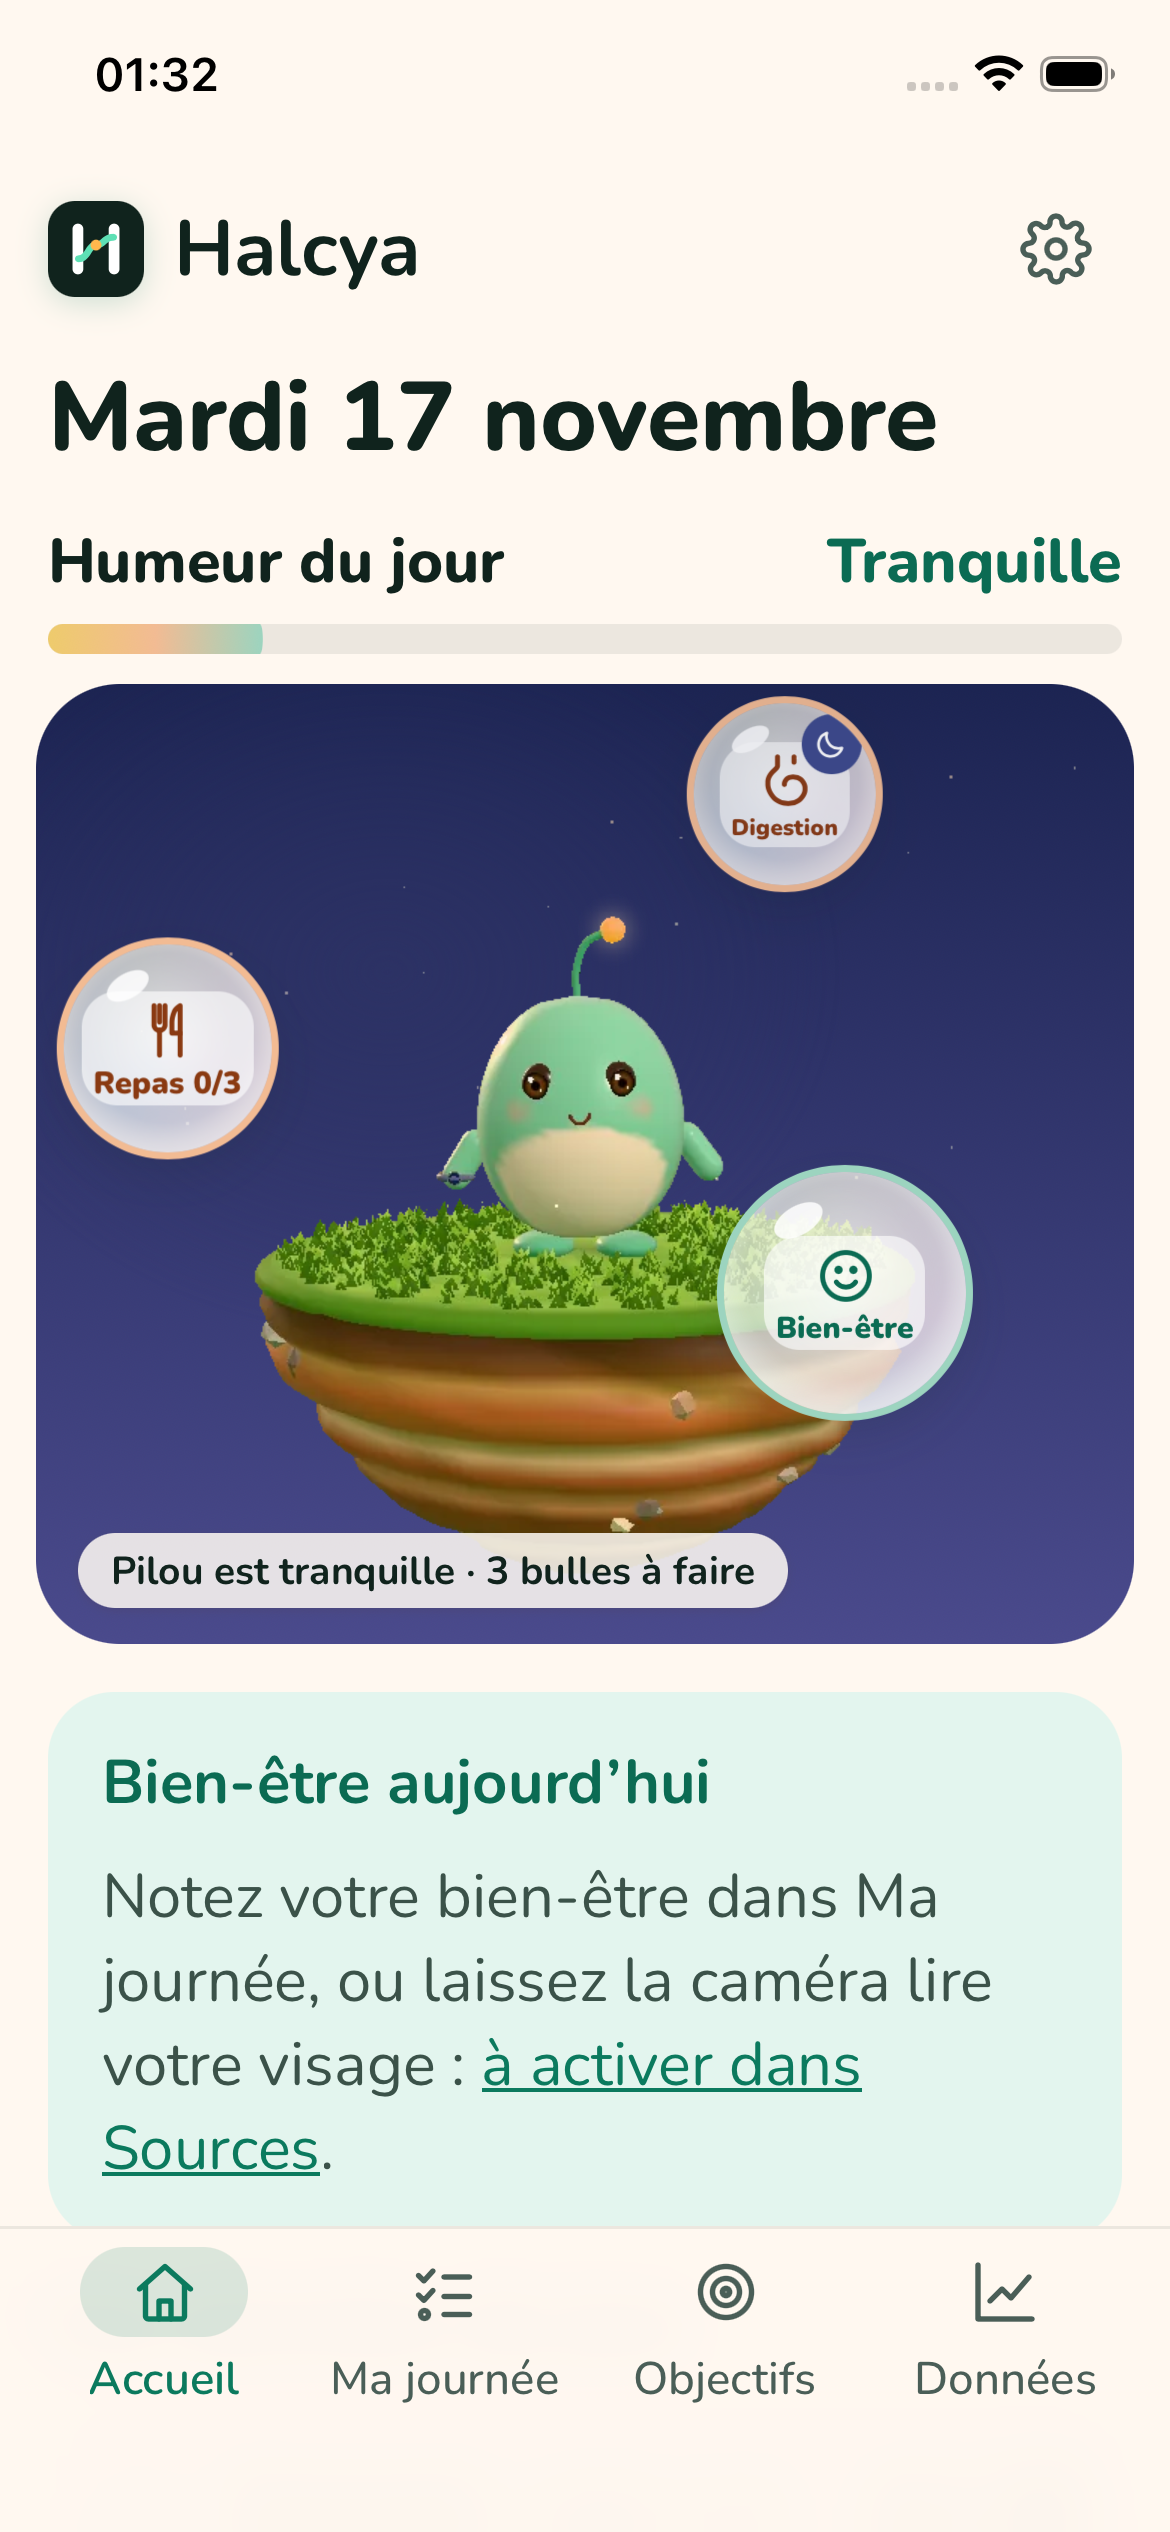 01:32
Halcya
Mardi 17 novembre
Humeur du jour
Tranquille
Digestion
Repas 0/3
Bien-être
Pilou est tranquille · 3 bulles à faire
Bien-être aujourd’hui
Notez votre bien-être dans Ma
journée, ou laissez la caméra lire
votre visage : à activer dans
Sources.
Accueil
Ma journée
Objectifs
Données